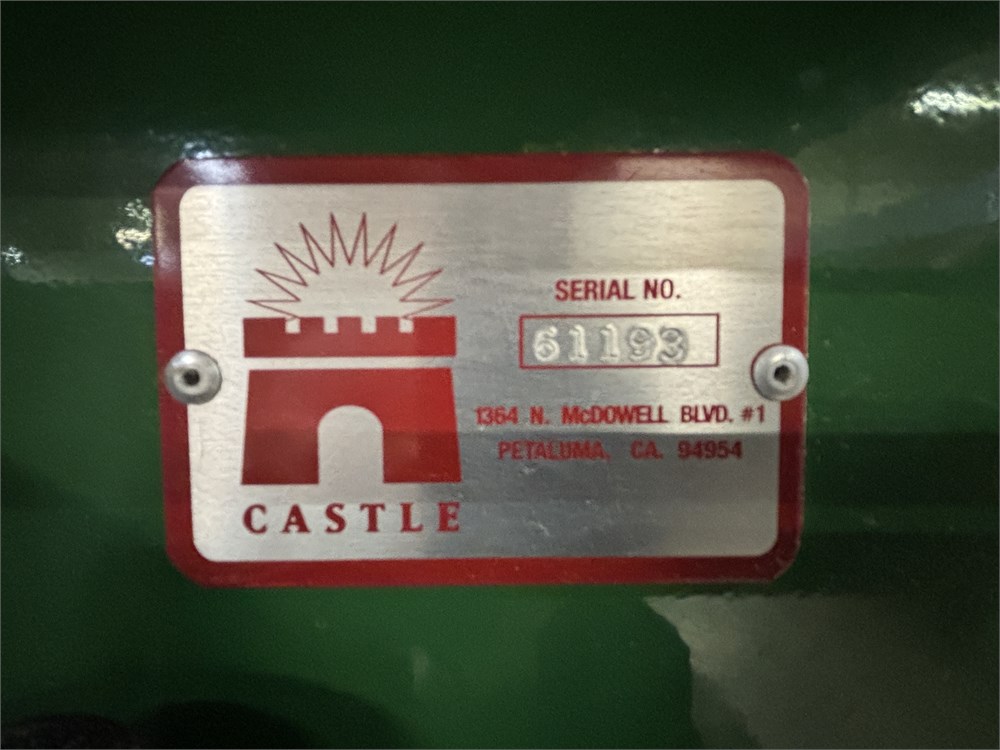 SERIAL NO.
61193
1364 N. McDOWELL BLVD. #1
PETALUMA, CA. 94954
CASTLE